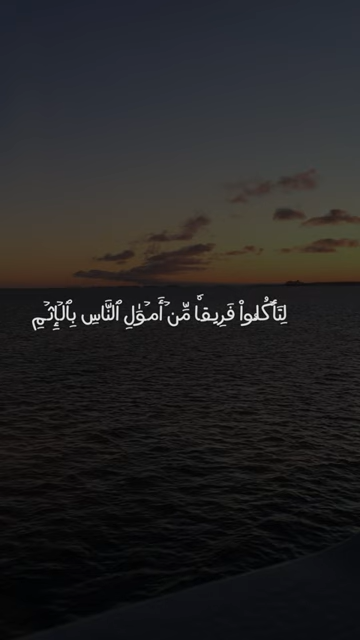 لِتَأۡكُلُوا۟ فَرِيقࣰا مِّنۡ أَمۡوَ ٰ⁠لِ ٱلنَّاسِ بِٱلۡإِثۡمِ